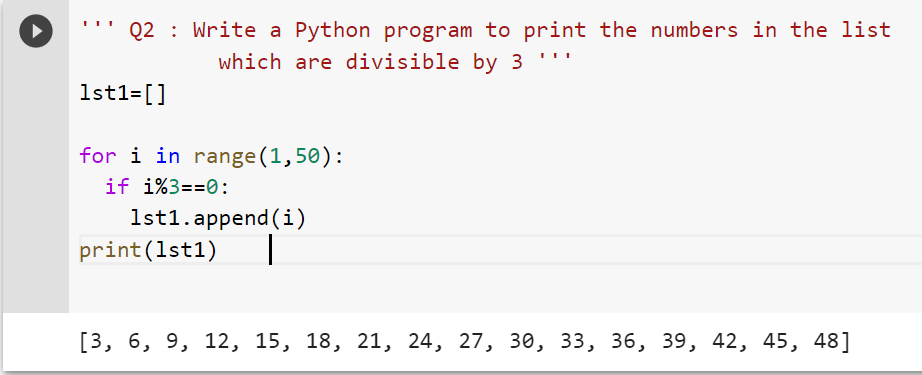 ''' Q2 : Write a Python program to print the numbers in the list
which are divisible by 3 '''
lst1=[]
for i in range(1,50):
if i%3==0:
lst1.append(i)
print(lst1)
[3, 6, 9, 12, 15, 18, 21, 24, 27, 30, 33, 36, 39, 42, 45, 48]